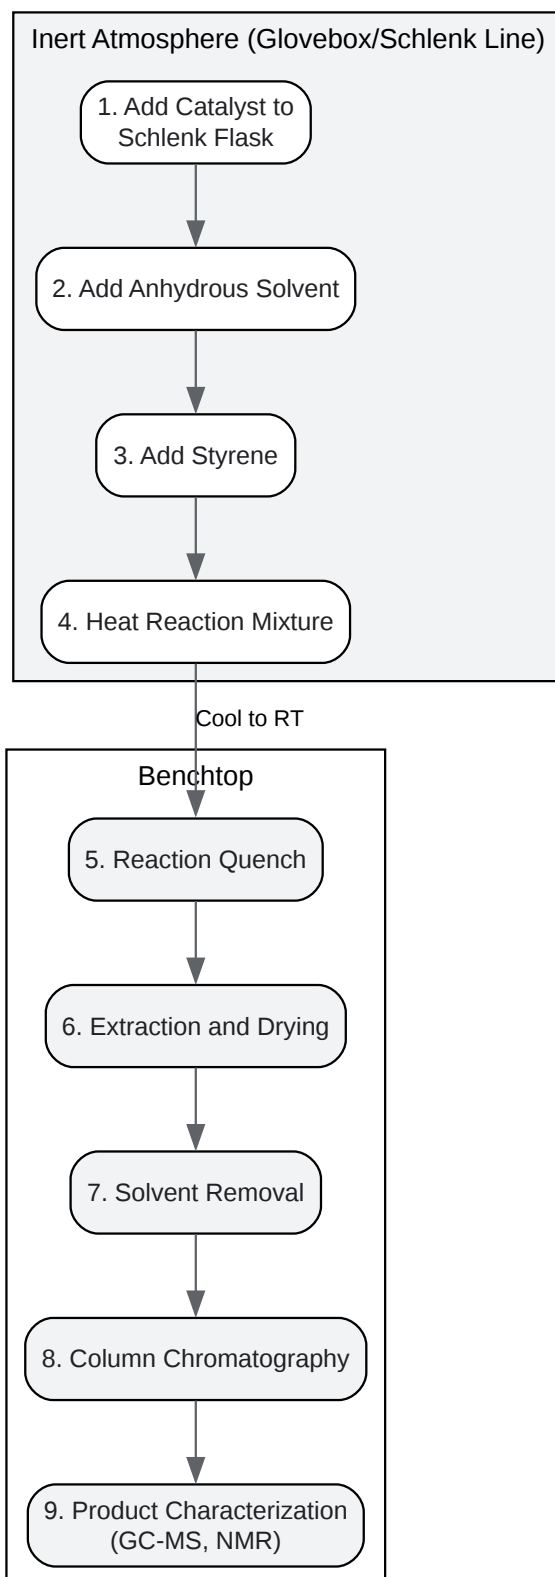 Inert Atmosphere (Glovebox/Schlenk Line)
1. Add Catalyst to
Schlenk Flask
2. Add Anhydrous Solvent
3. Add Styrene
4. Heat Reaction Mixture
Cool to RT
Benchtop
5. Reaction Quench
6. Extraction and Drying
7. Solvent Removal
8. Column Chromatography
9. Product Characterization
(GC-MS, NMR)